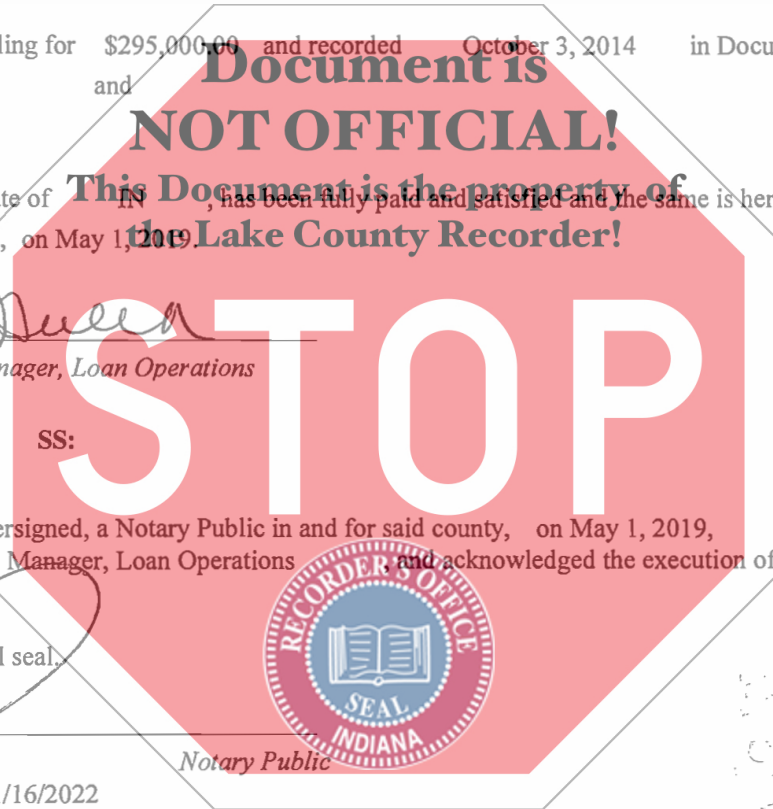 ling for $295,000.00 and recorded October 3, 2014 in Docu
Document is
and
NOT OFFICIAL!
This Document is the property of
te of IN , has been fully paid and satisfied and the same is her
the Lake County Recorder!
, on May 1, 2019.
STOP
nager, Loan Operations
SS:
ersigned, a Notary Public in and for said county, on May 1, 2019,
Manager, Loan Operations , and acknowledged the execution of
RECORDER'S OFFICE
l seal.
SEAL
INDIANA
Notary Public
/16/2022